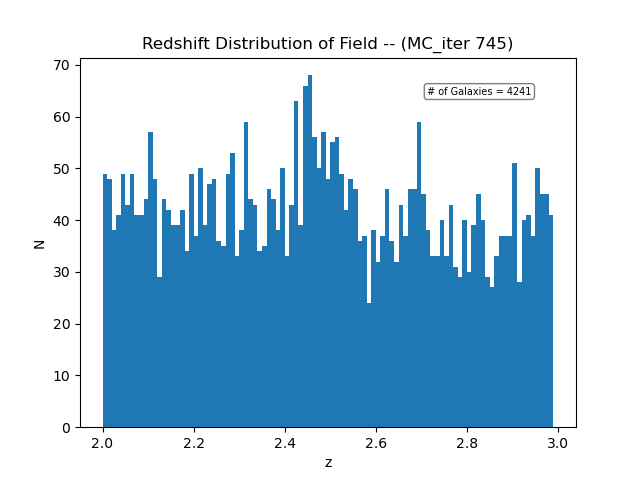 Redshift Distribution of Field -- (MC_iter 745)
# of Galaxies = 4241
70
60
50
40
30
20
10
0
N
2.0 2.2 2.4 2.6 2.8 3.0
z